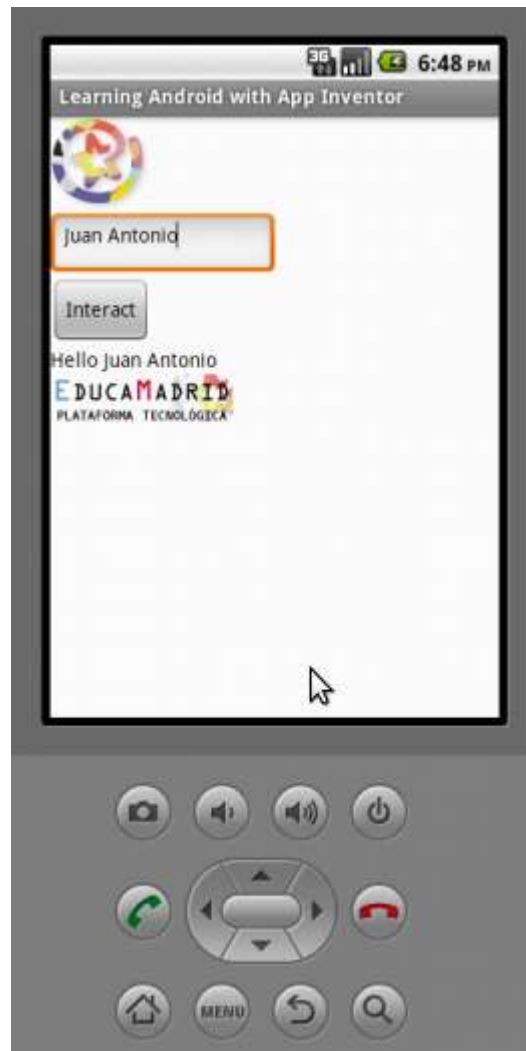 3G 6:48 PM
Learning Android with App Inventor
Juan Antonio
Interact
Hello Juan Antonio
EDUCAMADRID
PLATAFORMA TECNOLÓGICA
MENU